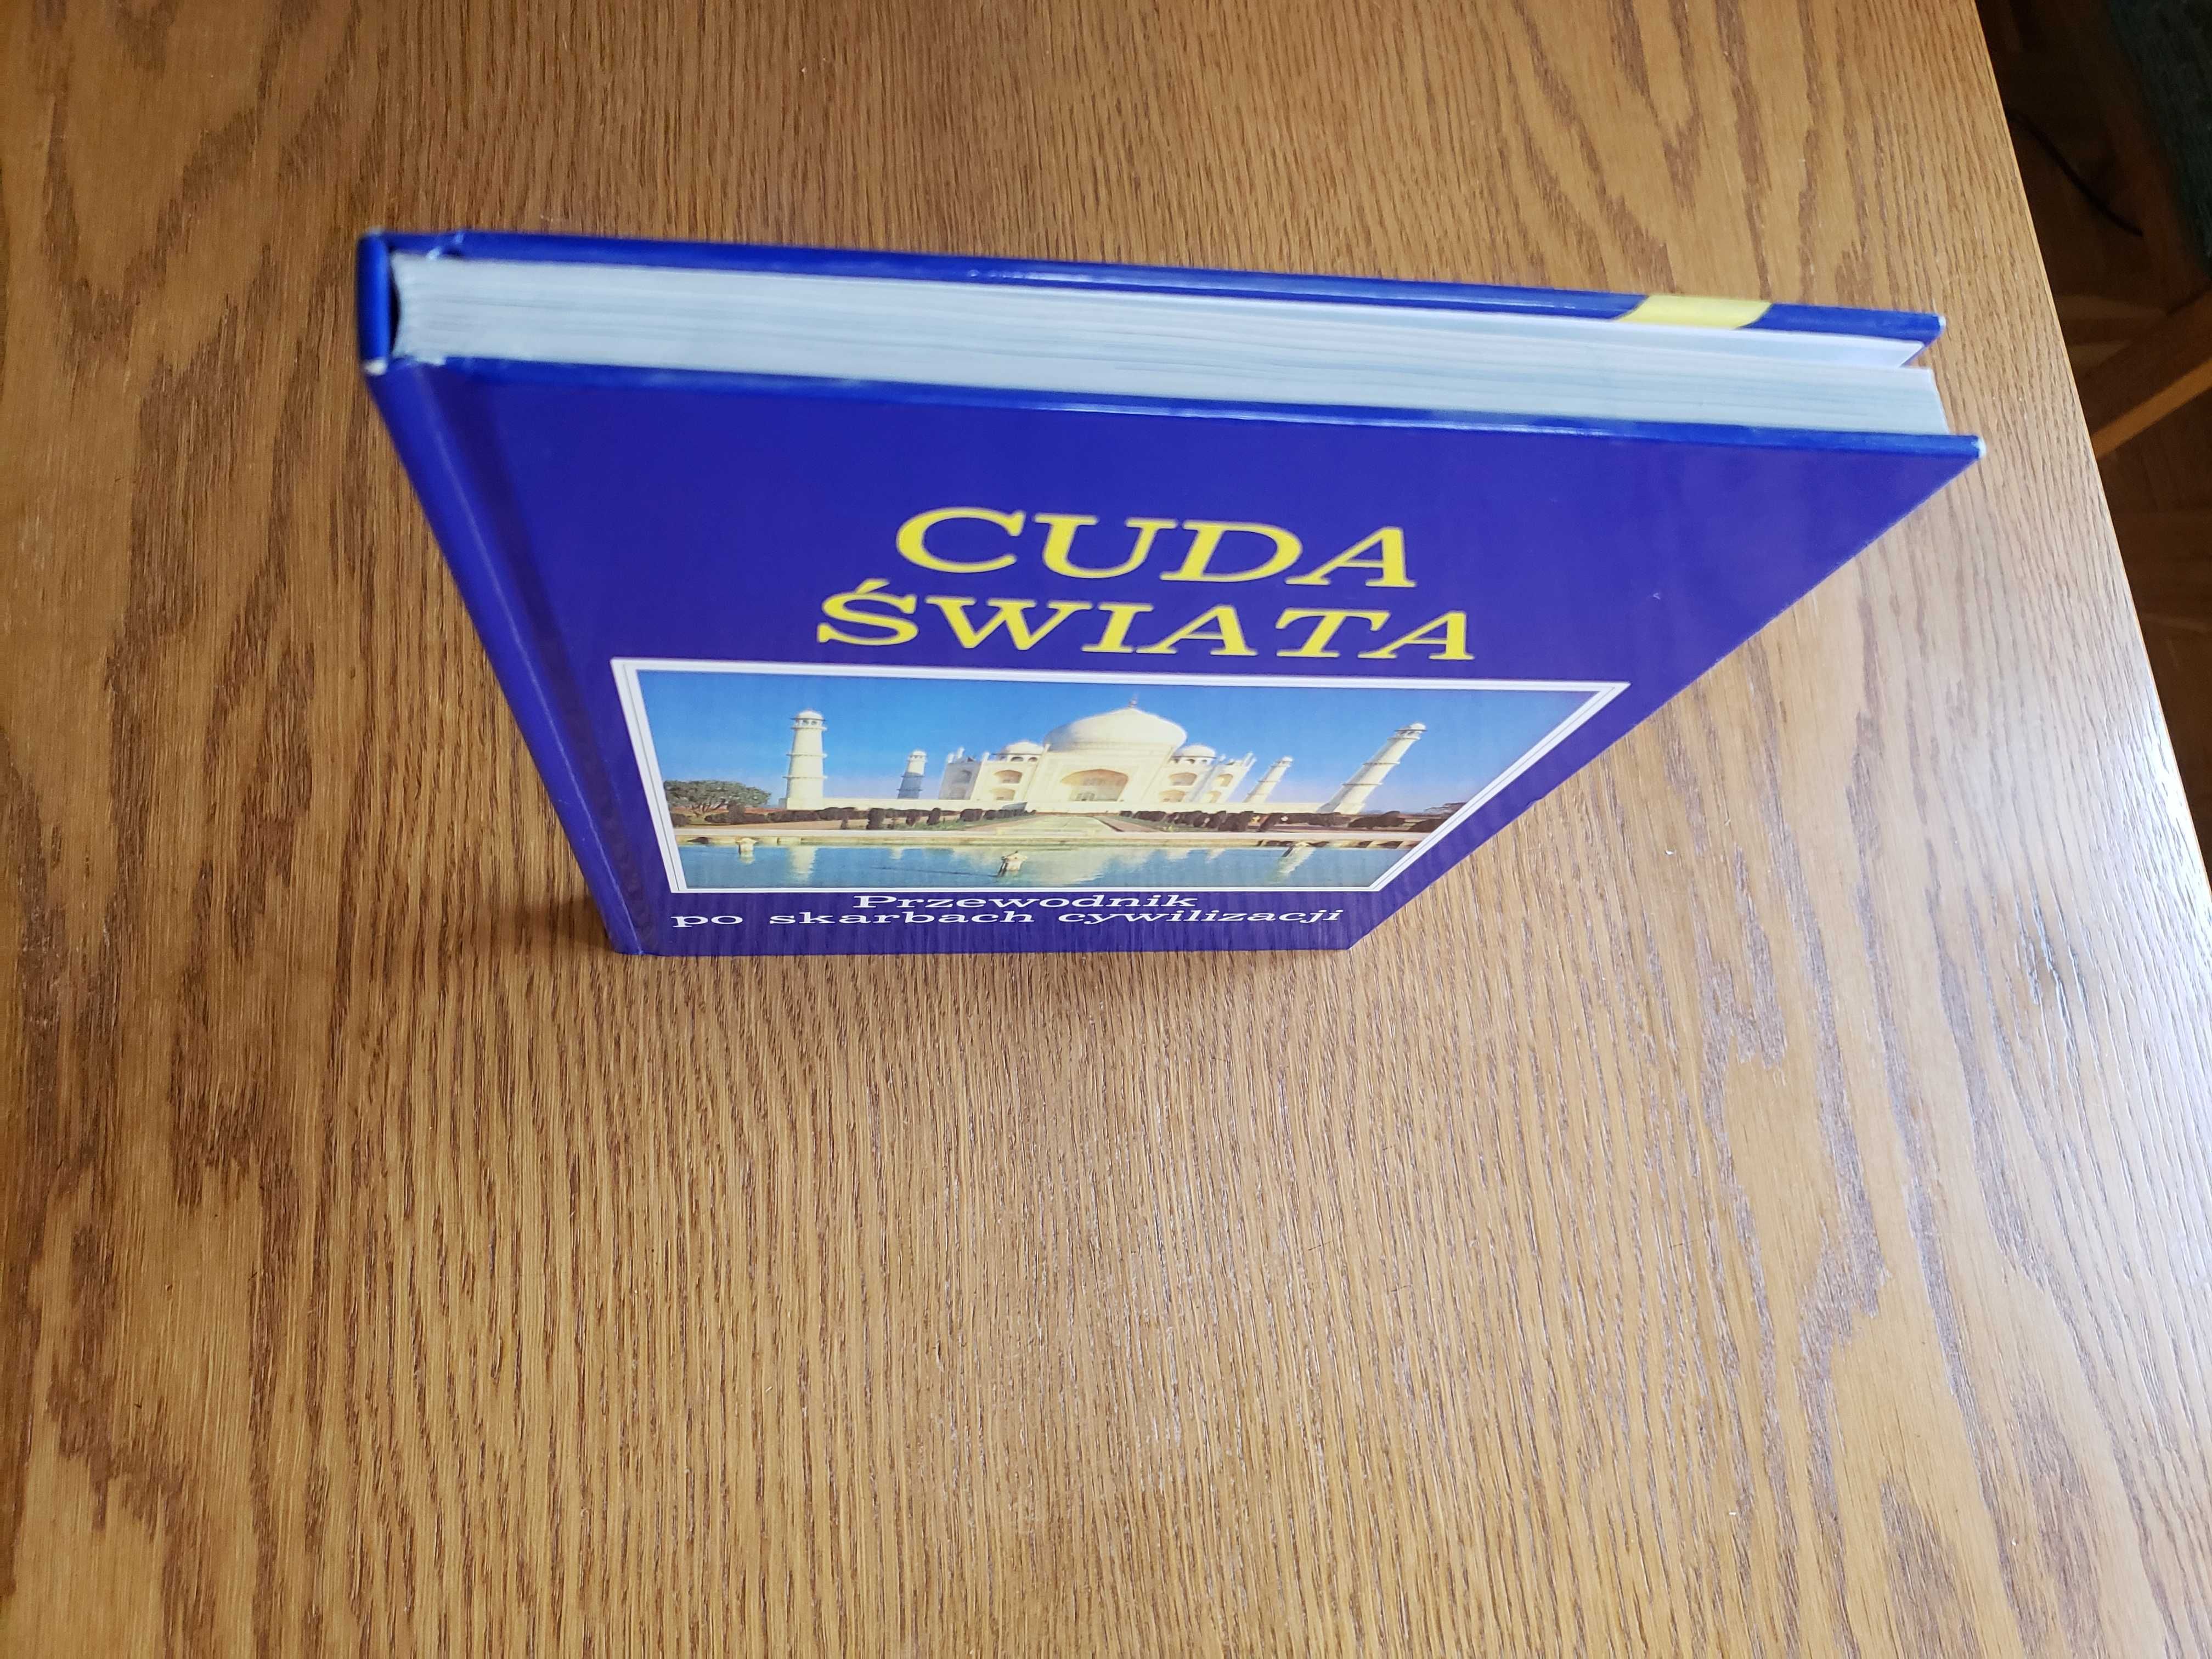 CUDA
ŚWIATA
Przewodnik
po skarbach cywilizacji